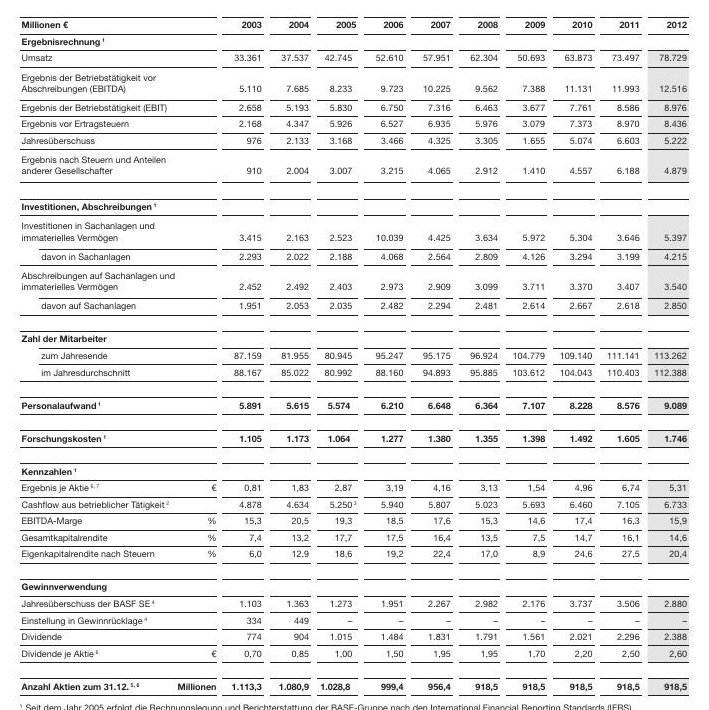 Millionen € 2003 2004 2005 2006 2007 2008 2009 2010 2011 2012
Ergebnisrechnung ¹
Umsatz 33.361 37.537 42.745 52.610 57.951 62.304 50.693 63.873 73.497 78.729
Ergebnis der Betriebstätigkeit vor
Abschreibungen (EBITDA) 5.110 7.685 8.233 9.723 10.225 9.562 7.388 11.131 11.993 12.516
Ergebnis der Betriebstätigkeit (EBIT) 2.658 5.193 5.830 6.750 7.316 6.463 3.677 7.761 8.586 8.976
Ergebnis vor Ertragsteuern 2.168 4.347 5.926 6.527 6.935 5.976 3.079 7.373 8.970 8.436
Jahresüberschuss 976 2.133 3.168 3.466 4.325 3.305 1.655 5.074 6.603 5.222
Ergebnis nach Steuern und Anteilen
anderer Gesellschafter 910 2.004 3.007 3.215 4.065 2.912 1.410 4.557 6.188 4.879
Investitionen, Abschreibungen ¹
Investitionen in Sachanlagen und
immaterielles Vermögen 3.415 2.163 2.523 10.039 4.425 3.634 5.972 5.304 3.646 5.397
davon in Sachanlagen 2.293 2.022 2.188 4.068 2.564 2.809 4.126 3.294 3.199 4.215
Abschreibungen auf Sachanlagen und
immaterielles Vermögen 2.452 2.492 2.403 2.973 2.909 3.099 3.711 3.370 3.407 3.540
davon auf Sachanlagen 1.951 2.053 2.035 2.482 2.294 2.481 2.614 2.667 2.618 2.850
Zahl der Mitarbeiter
zum Jahresende 87.159 81.955 80.945 95.247 95.175 96.924 104.779 109.140 111.141 113.262
im Jahresdurchschnitt 88.167 85.022 80.992 88.160 94.893 95.885 103.612 104.043 110.403 112.388
Personalaufwand ¹ 5.891 5.615 5.574 6.210 6.648 6.364 7.107 8.228 8.576 9.089
Forschungskosten ¹ 1.105 1.173 1.064 1.277 1.380 1.355 1.398 1.492 1.605 1.746
Kennzahlen ¹
Ergebnis je Aktie ⁶˒ ⁷ € 0,81 1,83 2,87 3,19 4,16 3,13 1,54 4,96 6,74 5,31
Cashflow aus betrieblicher Tätigkeit ² 4.878 4.634 5.250 ³ 5.940 5.807 5.023 5.693 6.460 7.105 6.733
EBITDA-Marge % 15,3 20,5 19,3 18,5 17,6 15,3 14,6 17,4 16,3 15,9
Gesamtkapitalrendite % 7,4 13,2 17,7 17,5 16,4 13,5 7,5 14,7 16,1 14,6
Eigenkapitalrendite nach Steuern % 6,0 12,9 18,6 19,2 22,4 17,0 8,9 24,6 27,5 20,4
Gewinnverwendung
Jahresüberschuss der BASF SE ⁴ 1.103 1.363 1.273 1.951 2.267 2.982 2.176 3.737 3.506 2.880
Einstellung in Gewinnrücklage ⁴ 334 449 – – – – – – – –
Dividende 774 904 1.015 1.484 1.831 1.791 1.561 2.021 2.296 2.388
Dividende je Aktie ⁶ € 0,70 0,85 1,00 1,50 1,95 1,95 1,70 2,20 2,50 2,60
Anzahl Aktien zum 31.12. ⁵˒ ⁶ Millionen 1.113,3 1.080,9 1.028,8 999,4 956,4 918,5 918,5 918,5 918,5 918,5
¹ Seit dem Jahr 2005 erfolgt die Rechnungslegung und Berichterstattung der BASF-Gruppe nach den International Financial Reporting Standards (IFRS).